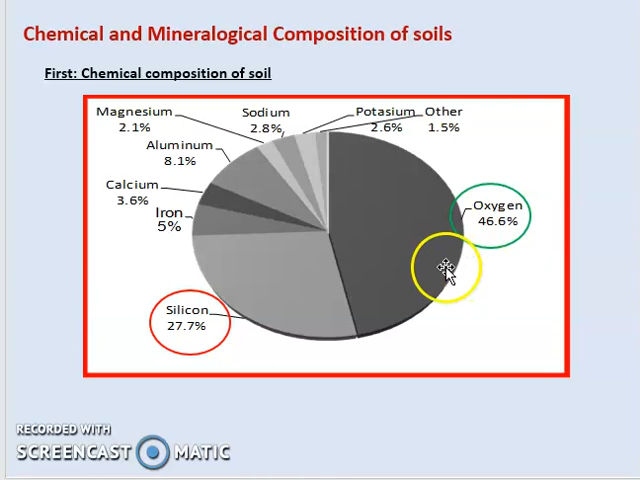 Chemical and Mineralogical Composition of soils
First: Chemical composition of soil
Magnesium
2.1%
Sodium
2.8%
Potasium
2.6%
Other
1.5%
Aluminum
8.1%
Calcium
3.6%
Iron
5%
Oxygen
46.6%
Silicon
27.7%
RECORDED WITH
SCREENCAST MATIC